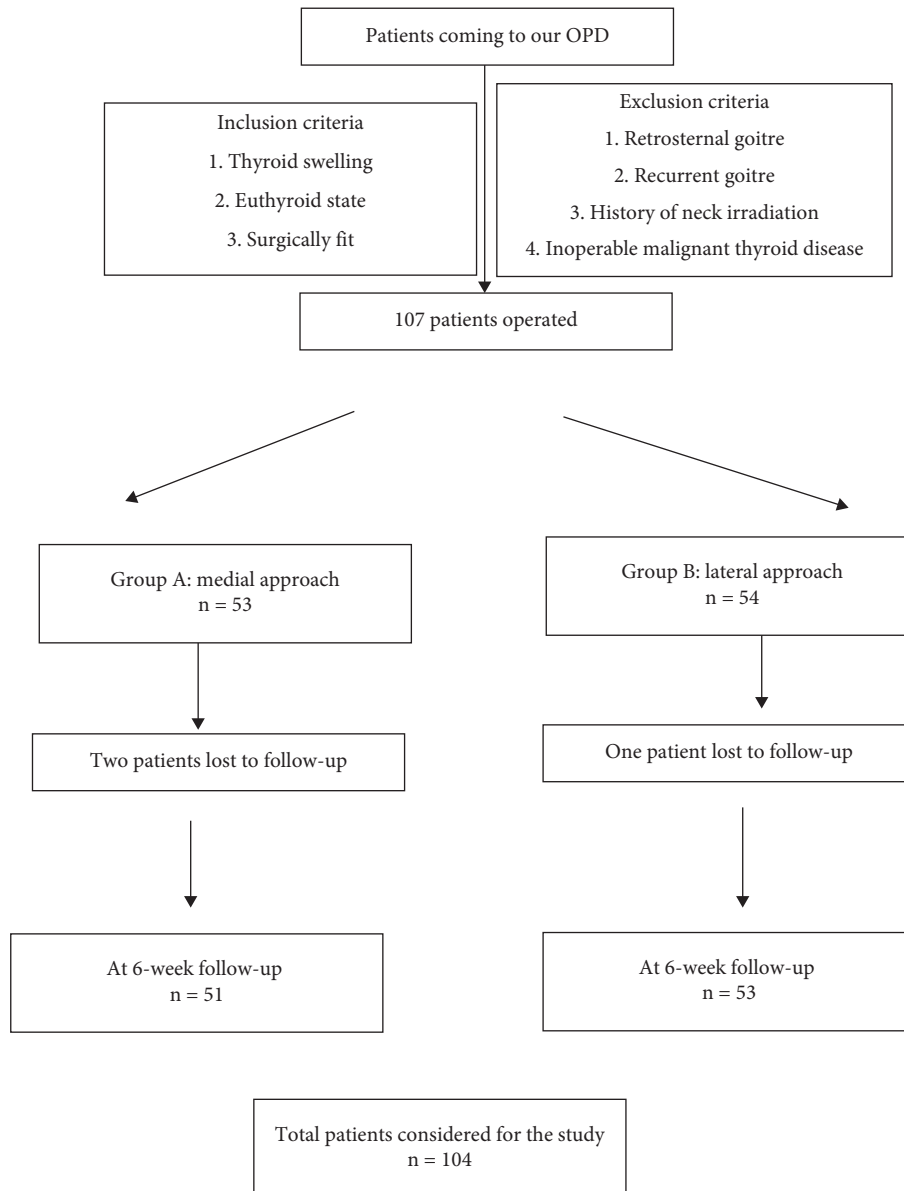 Patients coming to our OPD
Inclusion criteria
1. Thyroid swelling
2. Euthyroid state
3. Surgically fit
Exclusion criteria
1. Retrosternal goitre
2. Recurrent goitre
3. History of neck irradiation
4. Inoperable malignant thyroid disease
107 patients operated
Group A: medial approach
n = 53
Group B: lateral approach
n = 54
Two patients lost to follow-up
One patient lost to follow-up
At 6-week follow-up
n = 51
At 6-week follow-up
n = 53
Total patients considered for the study
n = 104